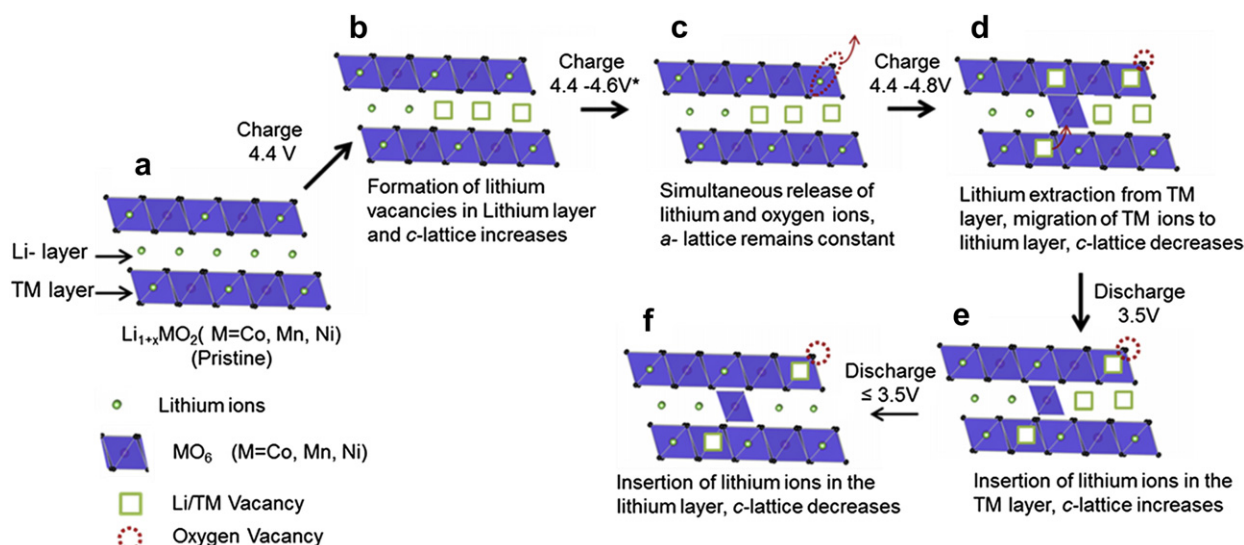 a
Li- layer
TM layer
Li₁₊ₓMO₂( M=Co, Mn, Ni)
(Pristine)
Charge
4.4 V
b
Formation of lithium
vacancies in Lithium layer
and c-lattice increases
Charge
4.4 -4.6V*
c
Simultaneous release of
lithium and oxygen ions,
a- lattice remains constant
Charge
4.4 -4.8V
d
Lithium extraction from TM
layer, migration of TM ions to
lithium layer, c-lattice decreases
Discharge
3.5V
e
Insertion of lithium ions in the
TM layer, c-lattice increases
Discharge
≤ 3.5V
f
Insertion of lithium ions in the
lithium layer, c-lattice decreases
Lithium ions
MO₆ (M=Co, Mn, Ni)
Li/TM Vacancy
Oxygen Vacancy